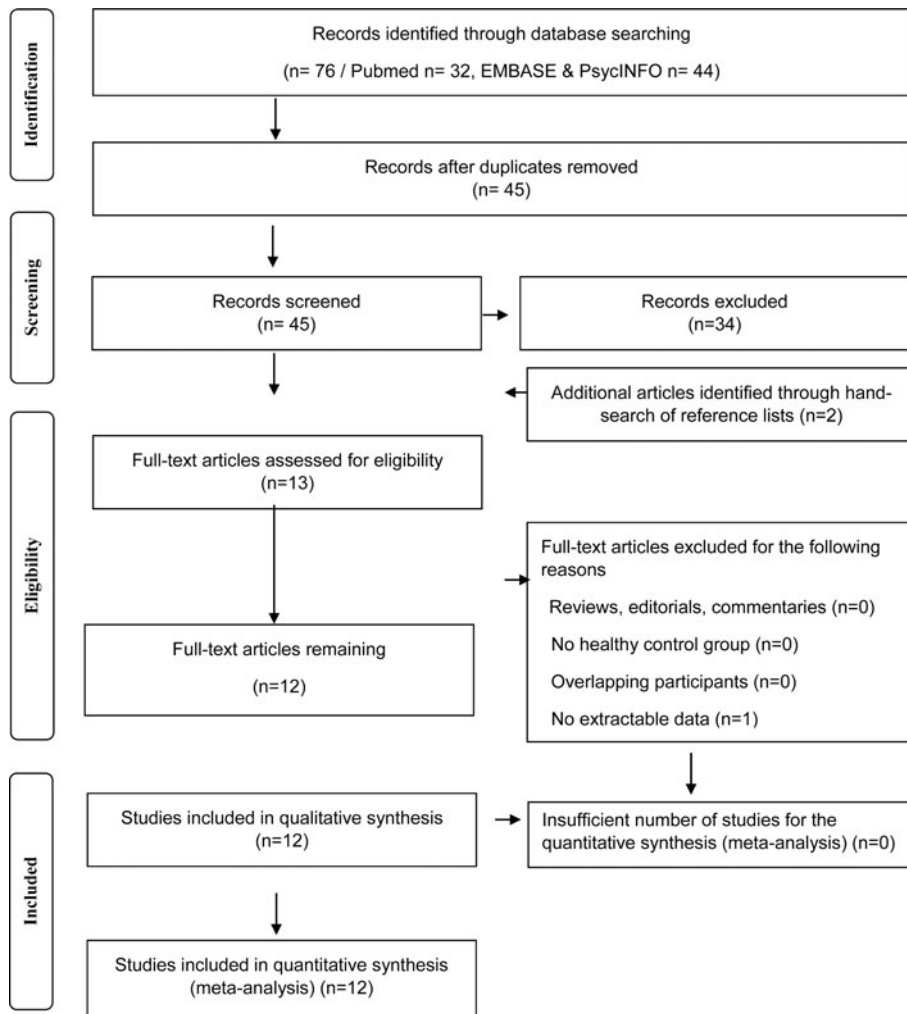 Identification
Records identified through database searching
(n= 76 / Pubmed n= 32, EMBASE & PsycINFO n= 44)
Records after duplicates removed
(n= 45)
Screening
Records screened
(n= 45)
Records excluded
(n=34)
Additional articles identified through hand-
search of reference lists (n=2)
Eligibility
Full-text articles assessed for eligibility
(n=13)
Full-text articles excluded for the following
reasons
Reviews, editorials, commentaries (n=0)
No healthy control group (n=0)
Overlapping participants (n=0)
No extractable data (n=1)
Full-text articles remaining
(n=12)
Included
Studies included in qualitative synthesis
(n=12)
Insufficient number of studies for the
quantitative synthesis (meta-analysis) (n=0)
Studies included in quantitative synthesis
(meta-analysis) (n=12)